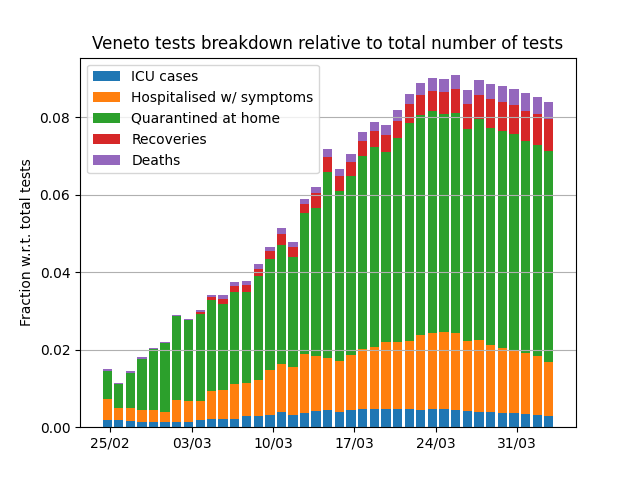 Veneto tests breakdown relative to total number of tests
ICU cases
Hospitalised w/ symptoms
Quarantined at home
Recoveries
Deaths
Fraction w.r.t. total tests
0.08
0.06
0.04
0.02
0.00
25/02 03/03 10/03 17/03 24/03 31/03